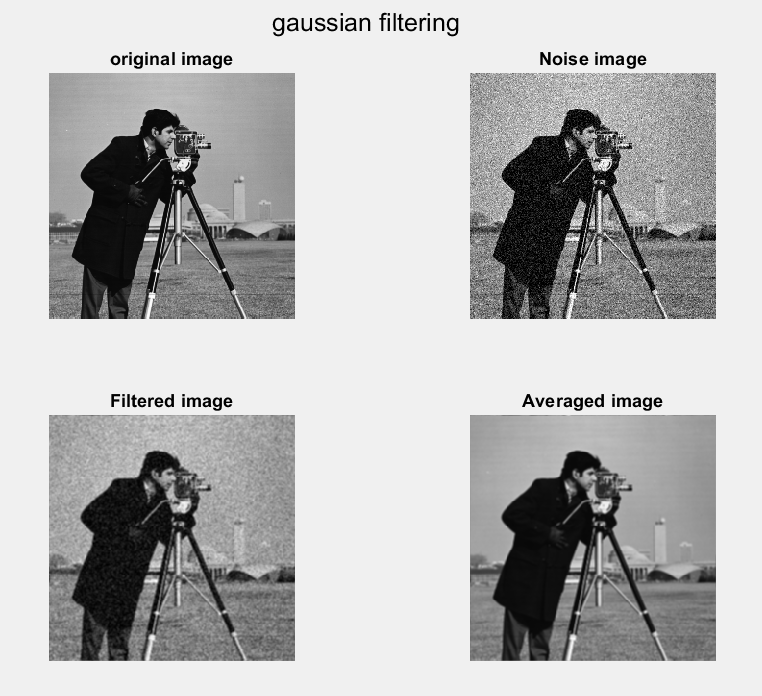 gaussian filtering
original image
Noise image
Filtered image
Averaged image